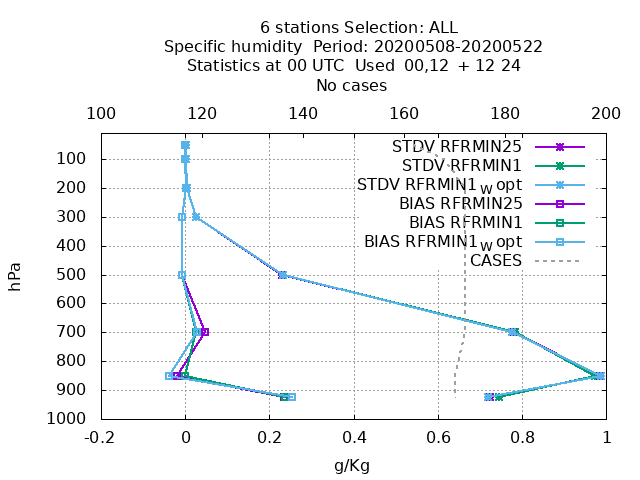 6 stations Selection: ALL
Specific humidity  Period: 20200508-20200522
Statistics at 00 UTC  Used  00,12  + 12 24
No cases
100 120 140 160 180 200
STDV RFRMIN25
STDV RFRMIN1
STDV RFRMIN1_W opt
BIAS RFRMIN25
BIAS RFRMIN1
BIAS RFRMIN1_W opt
CASES
100
200
300
400
500
600
700
800
900
1000
hPa
-0.2 0 0.2 0.4 0.6 0.8 1
g/Kg